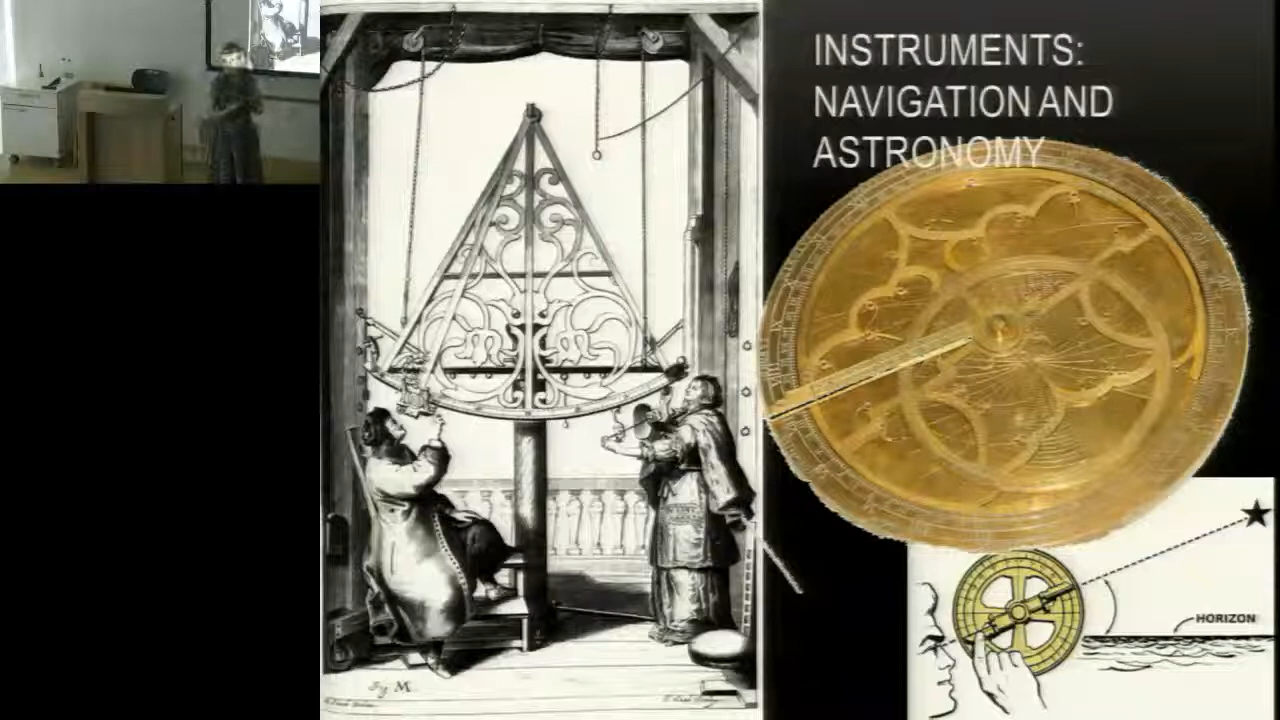 INSTRUMENTS:
NAVIGATION AND
ASTRONOMY
HORIZON
M